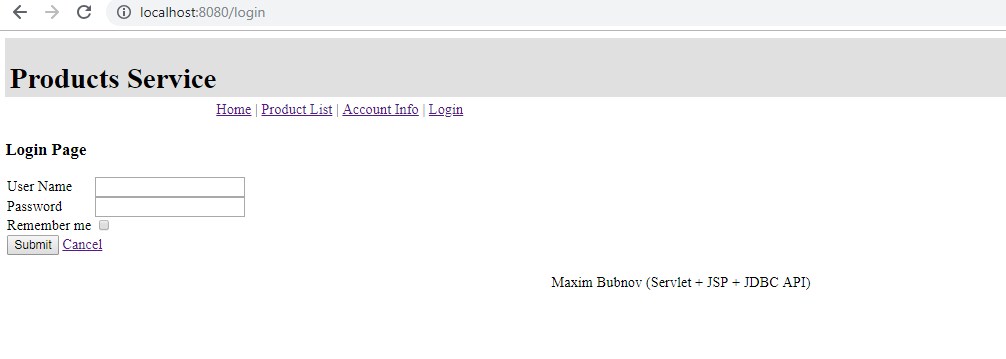 localhost:8080/login
Products Service
Home | Product List | Account Info | Login
Login Page
User Name
Password
Remember me
Submit Cancel
Maxim Bubnov (Servlet + JSP + JDBC API)